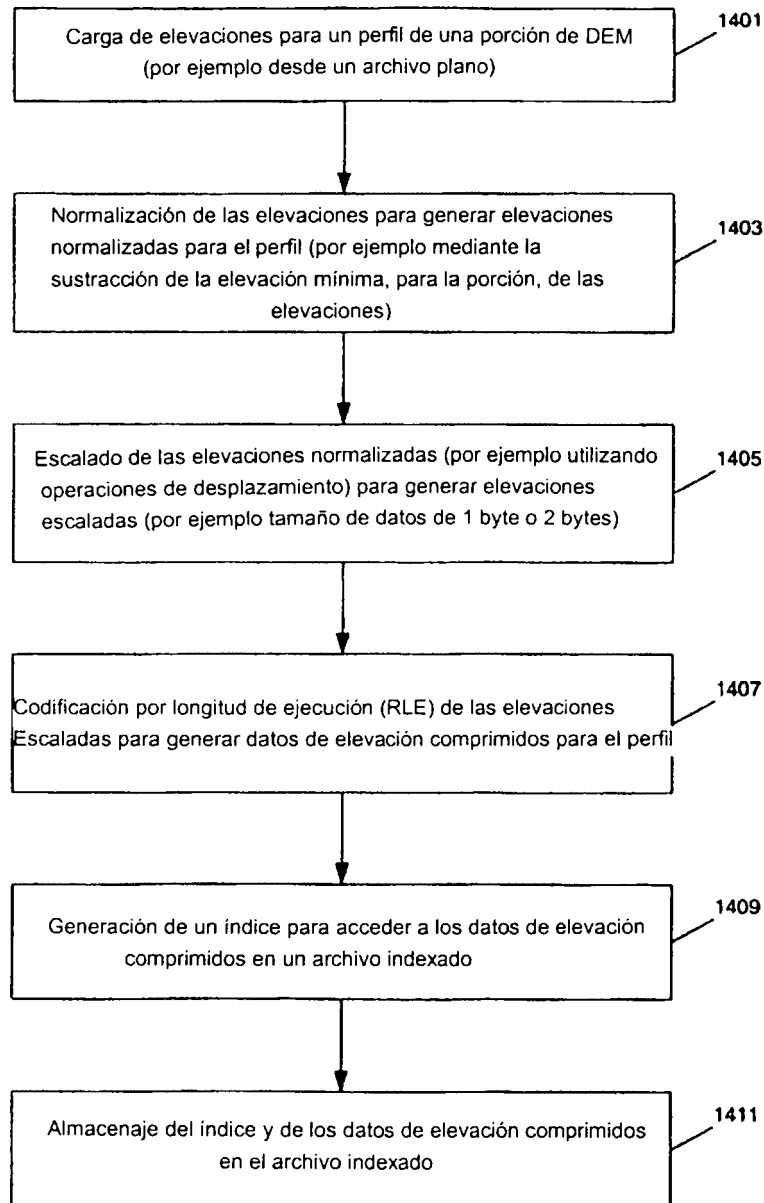 1401
Carga de elevaciones para un perfil de una porción de DEM
(por ejemplo desde un archivo plano)
1403
Normalización de las elevaciones para generar elevaciones
normalizadas para el perfil (por ejemplo mediante la
sustracción de la elevación mínima, para la porción, de las
elevaciones)
1405
Escalado de las elevaciones normalizadas (por ejemplo utilizando
operaciones de desplazamiento) para generar elevaciones
escaladas (por ejemplo tamaño de datos de 1 byte o 2 bytes)
1407
Codificación por longitud de ejecución (RLE) de las elevaciones
Escaladas para generar datos de elevación comprimidos para el perfil
1409
Generación de un índice para acceder a los datos de elevación
comprimidos en un archivo indexado
1411
Almacenaje del índice y de los datos de elevación comprimidos
en el archivo indexado